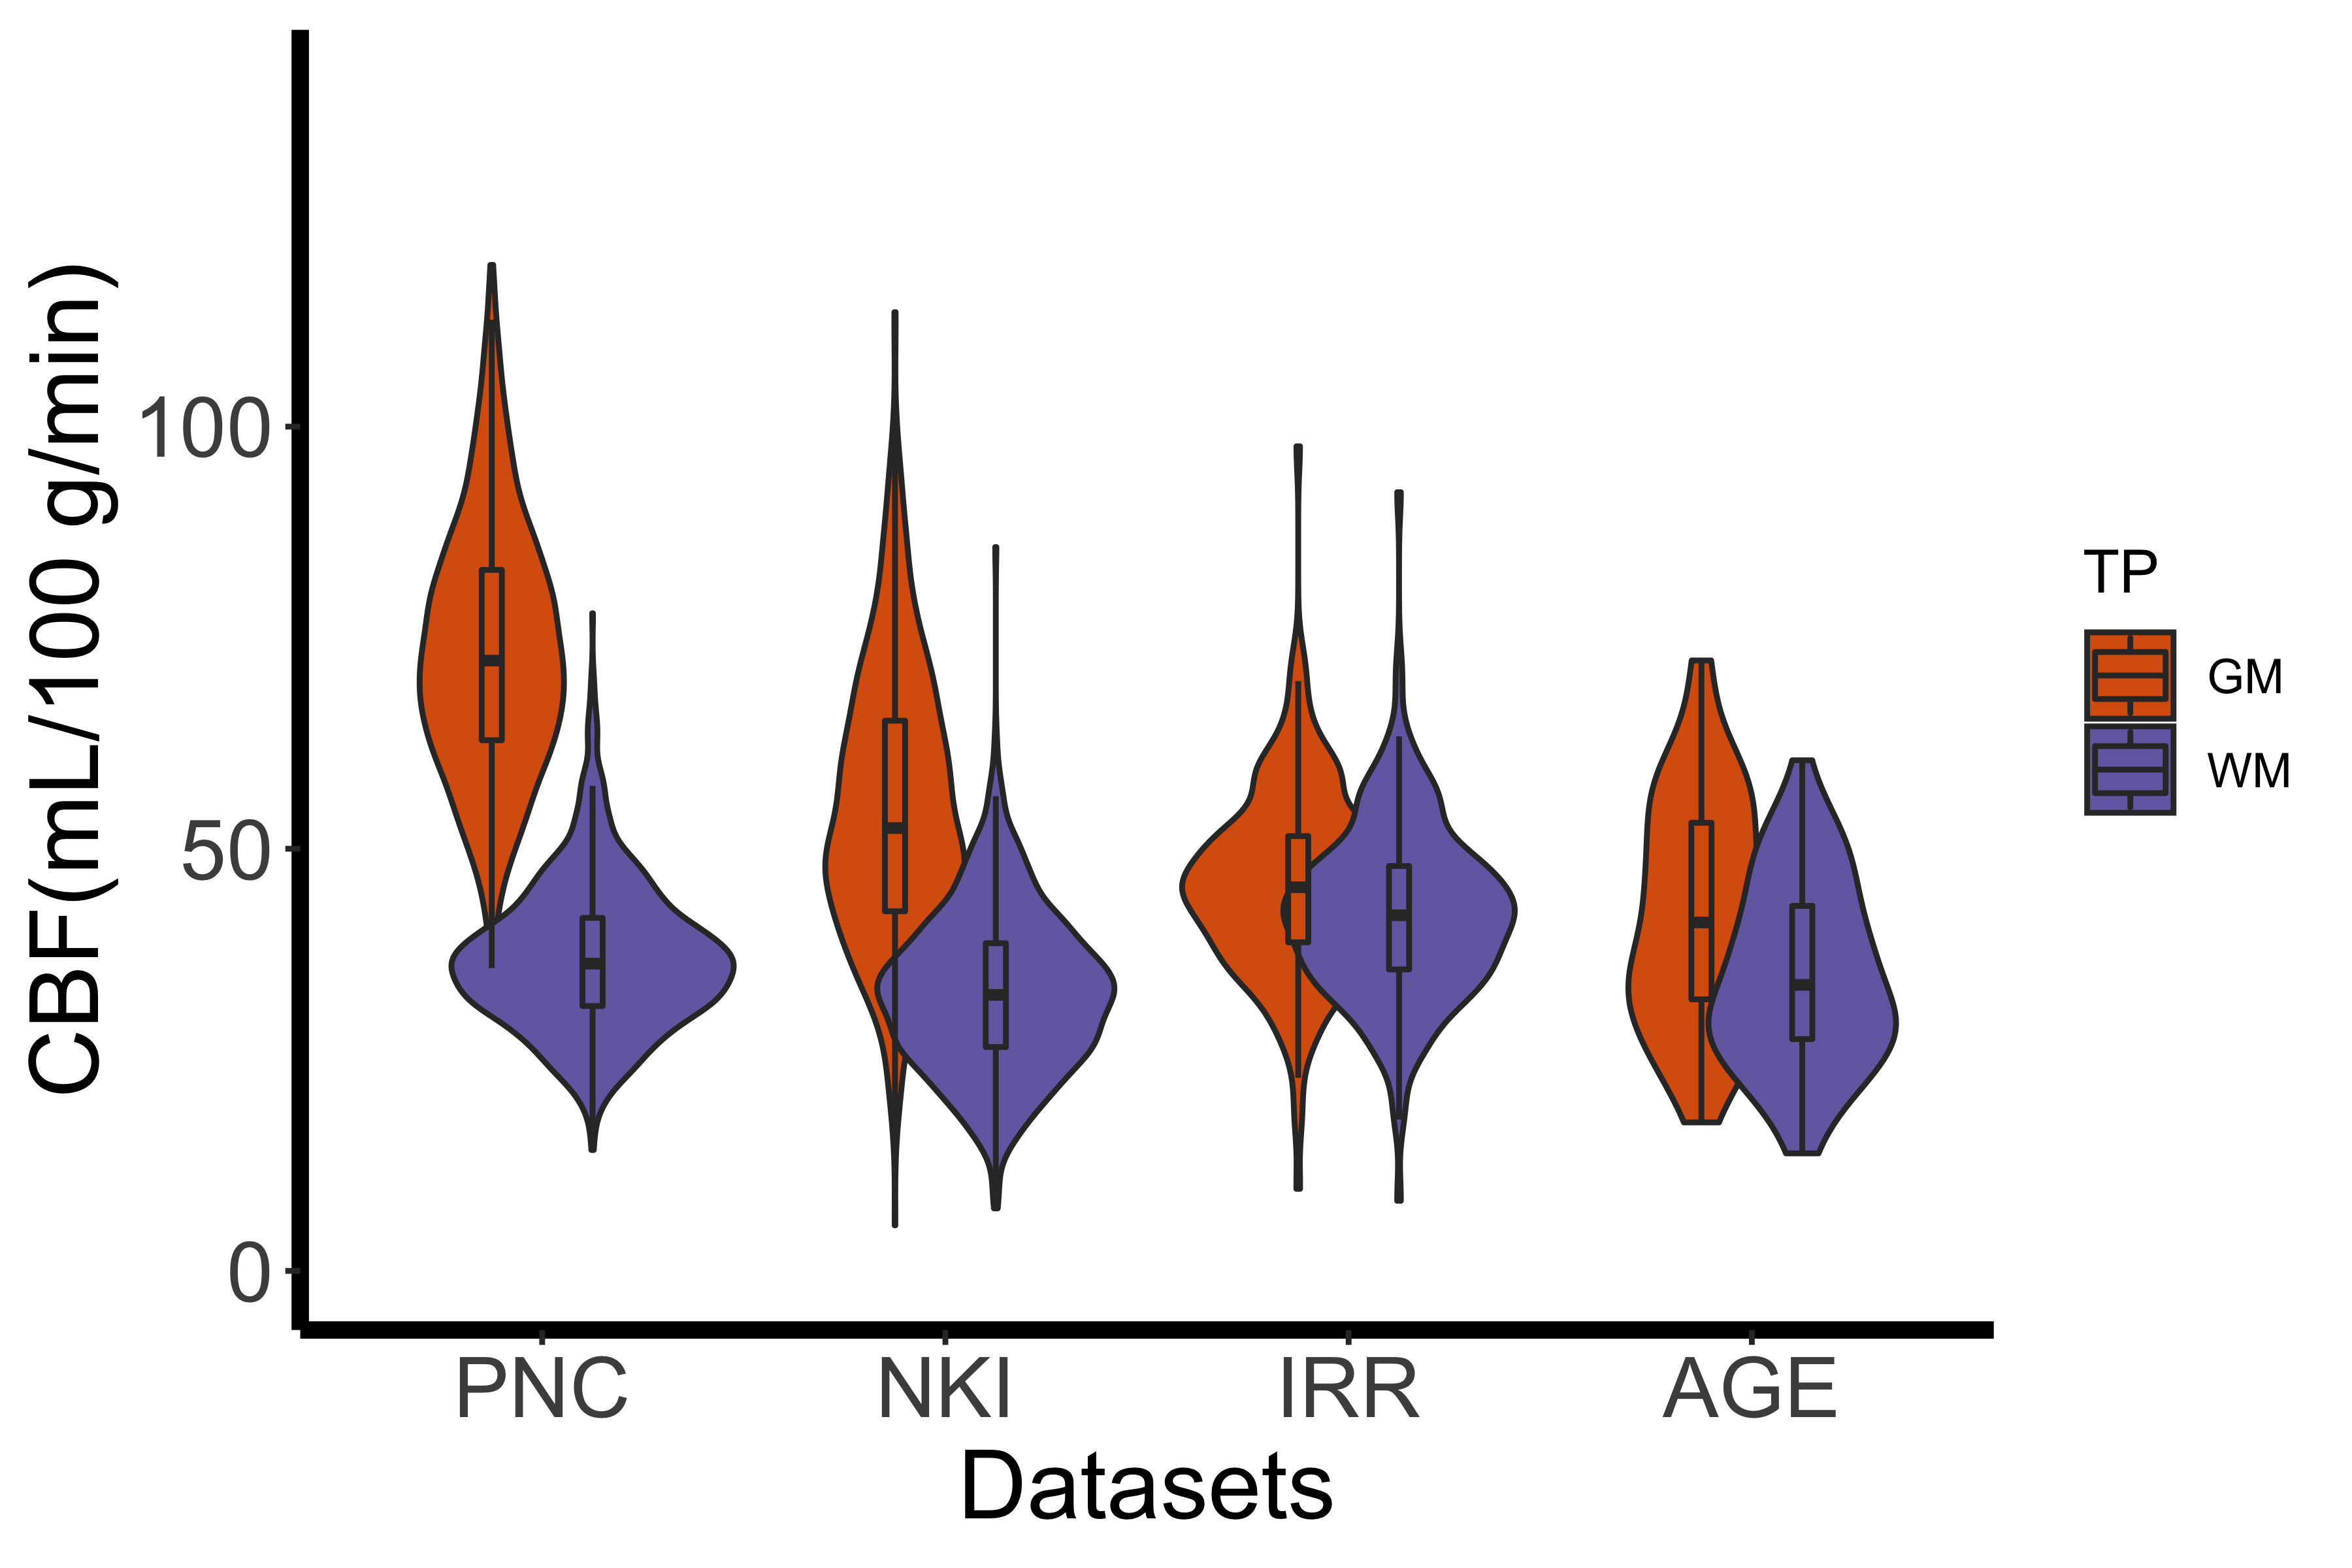 CBF(mL/100 g/min)
100
50
0
PNC NKI IRR AGE
Datasets
TP
GM
WM